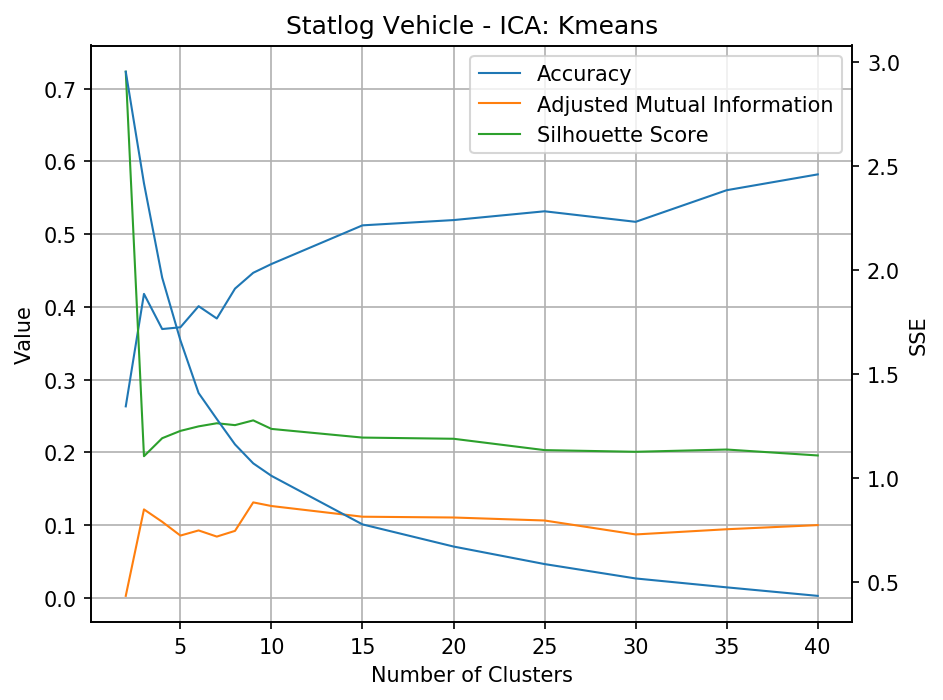 Statlog Vehicle - ICA: Kmeans
Accuracy
Adjusted Mutual Information
Silhouette Score
Value
0.7
0.6
0.5
0.4
0.3
0.2
0.1
0.0
3.0
2.5
2.0
1.5
1.0
0.5
SSE
5 10 15 20 25 30 35 40
Number of Clusters